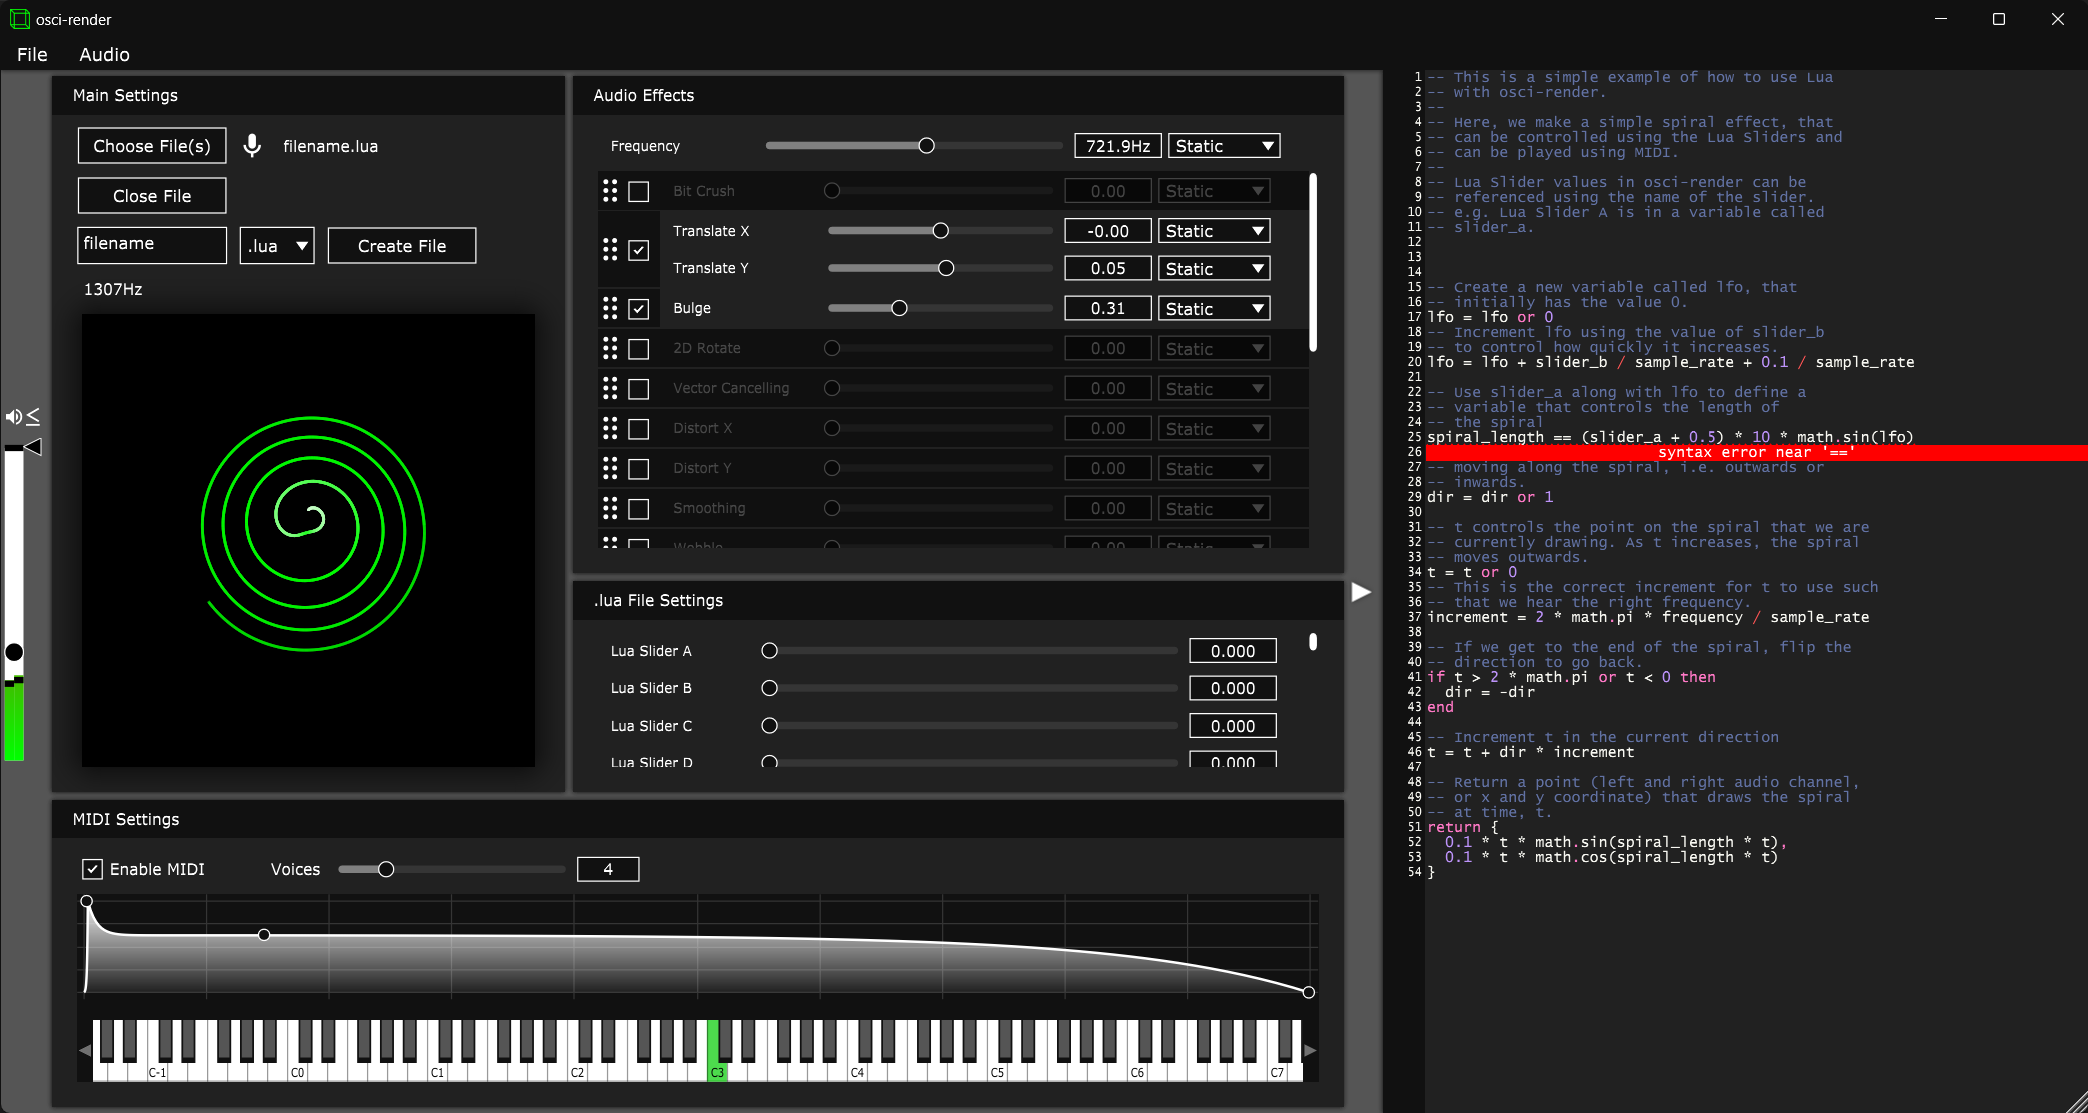 osci-render
File Audio
Main Settings
Choose File(s) filename.lua
Close File
filename .lua Create File
1307Hz
Audio Effects
Frequency 721.9Hz Static
Bit Crush 0.00 Static
Translate X -0.00 Static
Translate Y 0.05 Static
Bulge 0.31 Static
2D Rotate 0.00 Static
Vector Cancelling 0.00 Static
Distort X 0.00 Static
Distort Y 0.00 Static
Smoothing 0.00 Static
Wobble 0.00 Static
.lua File Settings
Lua Slider A 0.000
Lua Slider B 0.000
Lua Slider C 0.000
Lua Slider D 0.000
MIDI Settings
Enable MIDI Voices 4
C-1 C0 C1 C2 C3 C4 C5 C6 C7
1 -- This is a simple example of how to use Lua
2 -- with osci-render.
3 --
4 -- Here, we make a simple spiral effect, that
5 -- can be controlled using the Lua Sliders and
6 -- can be played using MIDI.
7 --
8 -- Lua Slider values in osci-render can be
9 -- referenced using the name of the slider.
10 -- e.g. Lua Slider A is in a variable called
11 -- slider_a.
12
13
14
15 -- Create a new variable called lfo, that
16 -- initially has the value 0.
17 lfo = lfo or 0
18 -- Increment lfo using the value of slider_b
19 -- to control how quickly it increases.
20 lfo = lfo + slider_b / sample_rate + 0.1 / sample_rate
21
22 -- Use slider_a along with lfo to define a
23 -- variable that controls the length of
24 -- the spiral
25 spiral_length == (slider_a + 0.5) * 10 * math.sin(lfo)
26 syntax error near '=='
27 -- moving along the spiral, i.e. outwards or
28 -- inwards.
29 dir = dir or 1
30
31 -- t controls the point on the spiral that we are
32 -- currently drawing. As t increases, the spiral
33 -- moves outwards.
34 t = t or 0
35 -- This is the correct increment for t to use such
36 -- that we hear the right frequency.
37 increment = 2 * math.pi * frequency / sample_rate
38
39 -- If we get to the end of the spiral, flip the
40 -- direction to go back.
41 if t > 2 * math.pi or t < 0 then
42 dir = -dir
43 end
44
45 -- Increment t in the current direction
46 t = t + dir * increment
47
48 -- Return a point (left and right audio channel,
49 -- or x and y coordinate) that draws the spiral
50 -- at time, t.
51 return {
52 0.1 * t * math.sin(spiral_length * t),
53 0.1 * t * math.cos(spiral_length * t)
54 }